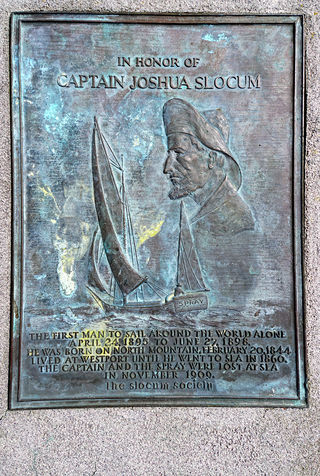 IN HONOR OF
CAPTAIN JOSHUA SLOCUM
SPRAY
THE FIRST MAN TO SAIL AROUND THE WORLD ALONE
APRIL 24, 1895 TO JUNE 27, 1898.
HE WAS BORN ON NORTH MOUNTAIN, FEBRUARY 20, 1844
LIVED AT WESTPORT UNTIL HE WENT TO SEA IN 1860.
THE CAPTAIN AND THE SPRAY WERE LOST AT SEA
IN NOVEMBER 1909.
the slocum society